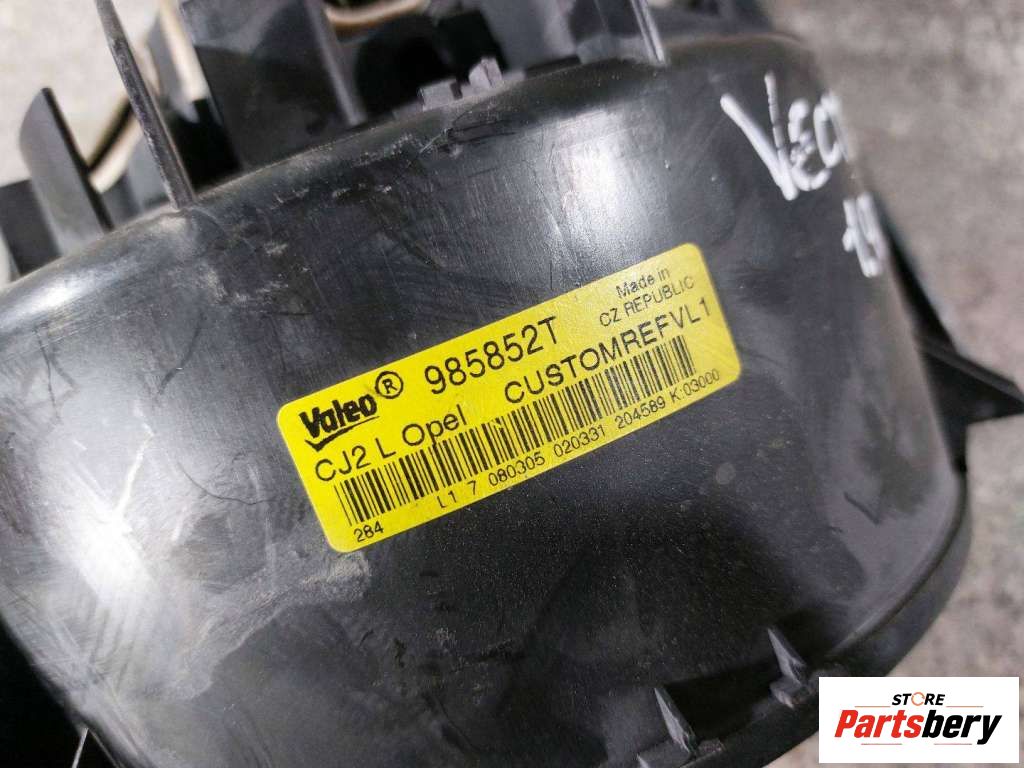 Valeo® 985852T Made in
CZ REPUBLIC
CJ2 L Opel CUSTOMREFVL1
284 L1 7 080305 020331 204589 K:03000
STORE
Partsbery